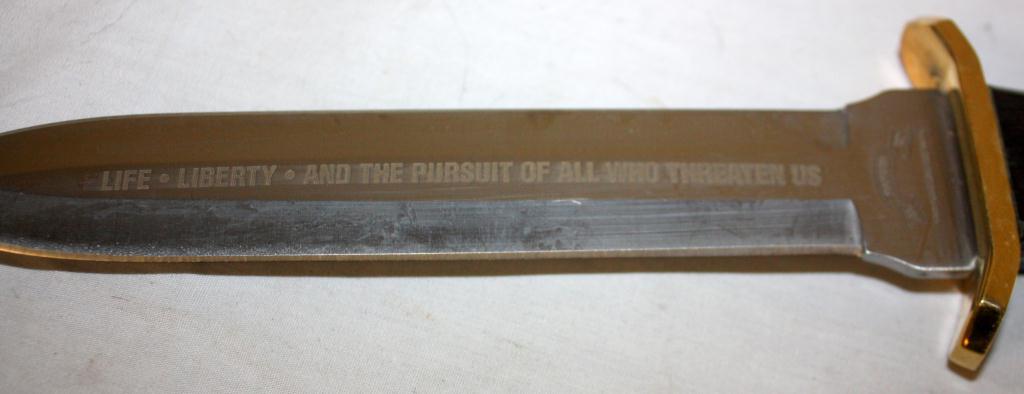 LIFE • LIBERTY • AND THE PURSUIT OF ALL WHO THREATEN US